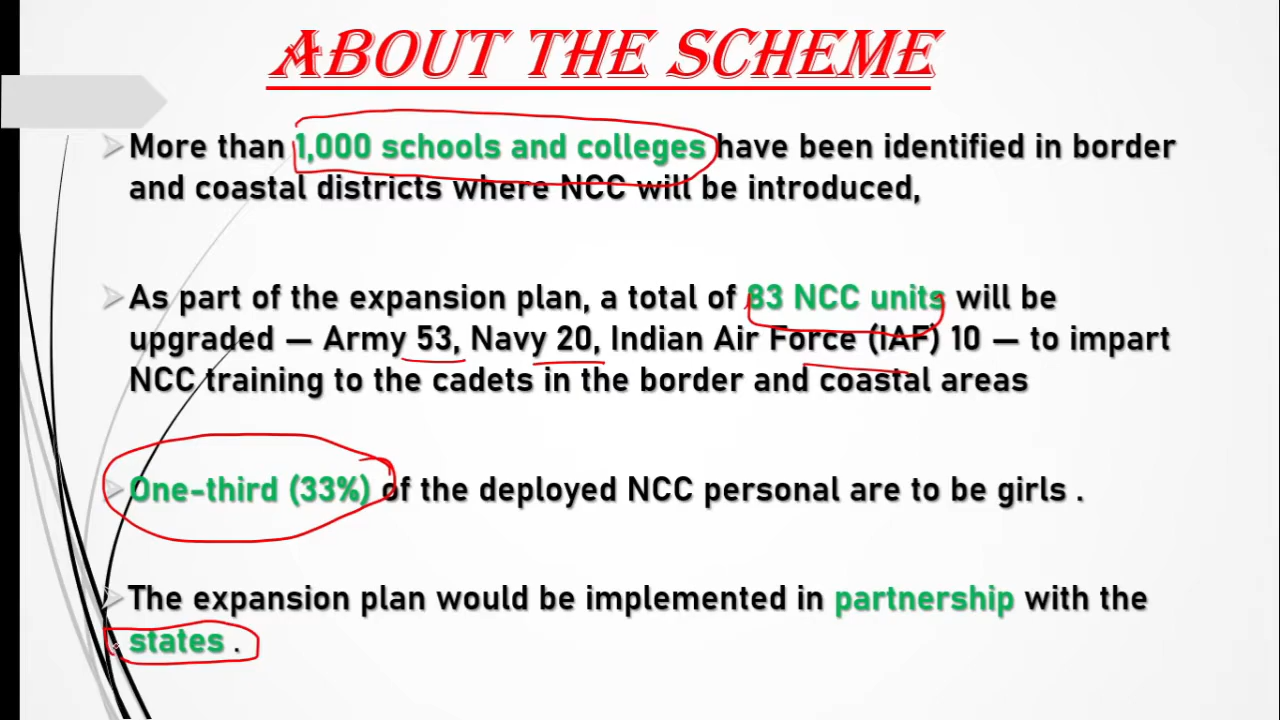 ABOUT THE SCHEME
More than 1,000 schools and colleges have been identified in border
and coastal districts where NCC will be introduced,
As part of the expansion plan, a total of 83 NCC units will be
upgraded — Army 53, Navy 20, Indian Air Force (IAF) 10 — to impart
NCC training to the cadets in the border and coastal areas
One-third (33%) of the deployed NCC personal are to be girls .
The expansion plan would be implemented in partnership with the
states .